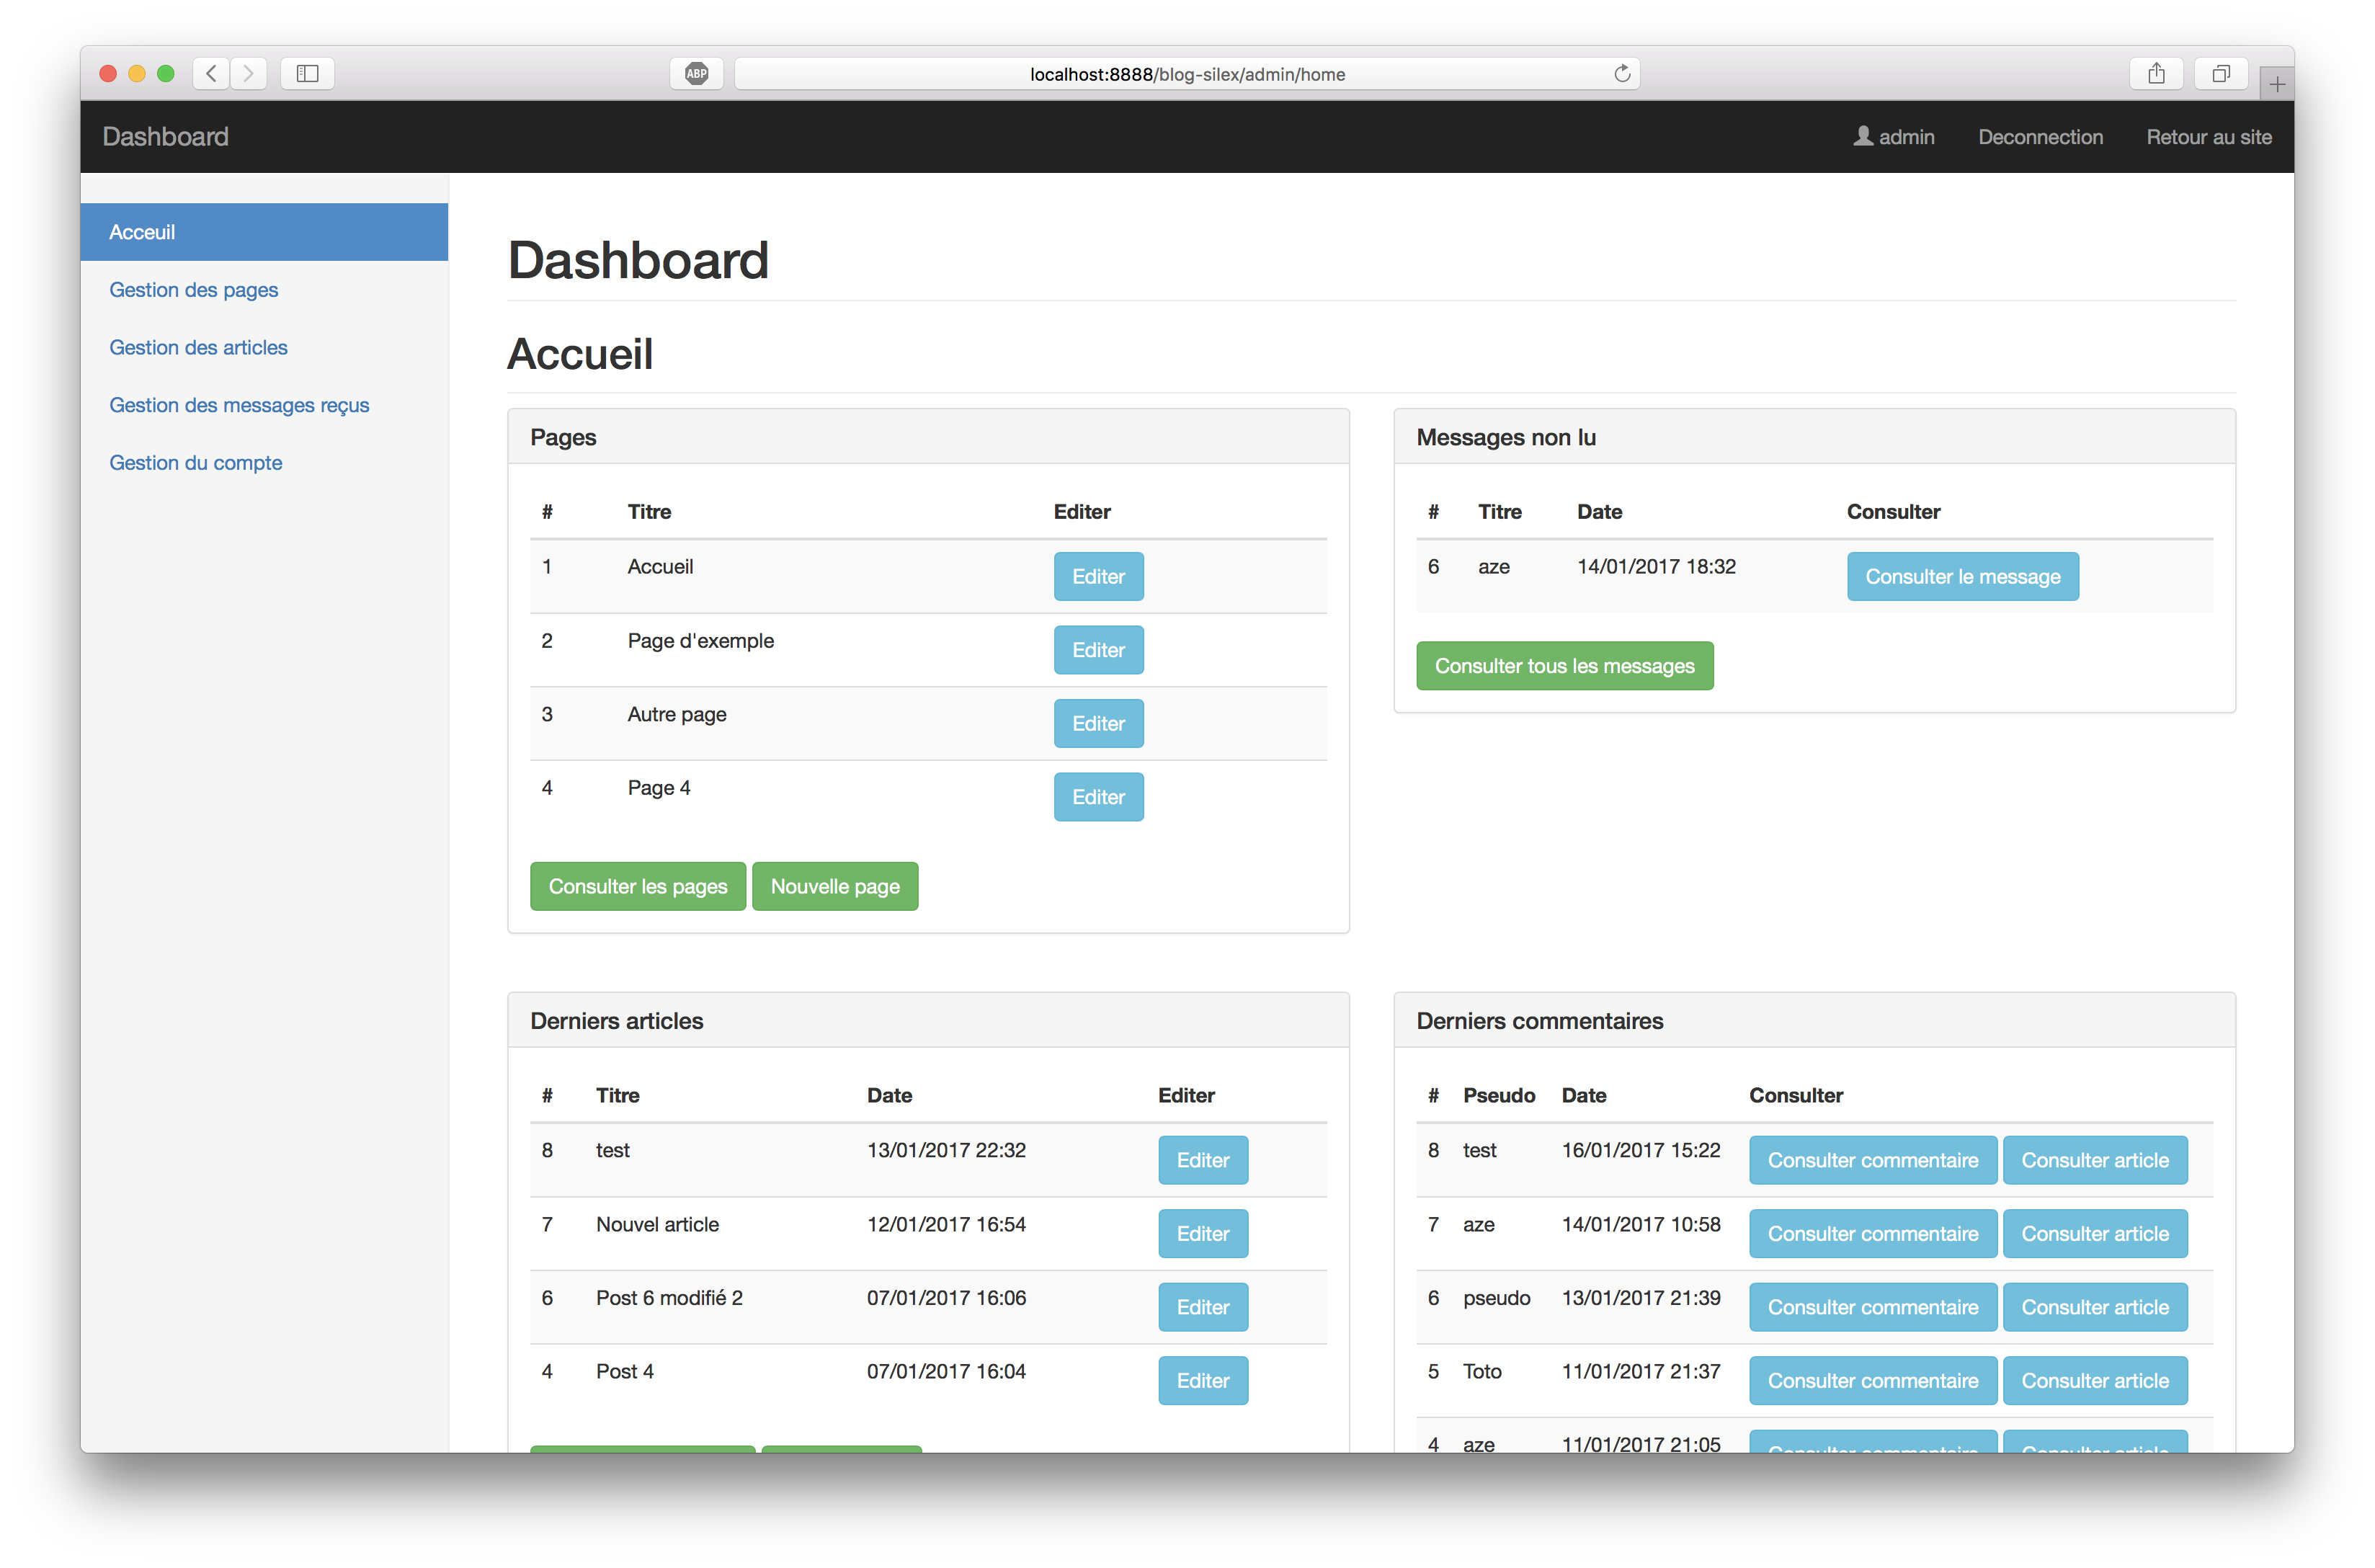 ABP
localhost:8888/blog-silex/admin/home
Dashboard
admin Deconnection Retour au site
Acceuil
Gestion des pages
Gestion des articles
Gestion des messages reçus
Gestion du compte
Dashboard
Accueil
Pages
# Titre Editer
1 Accueil Editer
2 Page d'exemple Editer
3 Autre page Editer
4 Page 4 Editer
Consulter les pages Nouvelle page
Messages non lu
# Titre Date Consulter
6 aze 14/01/2017 18:32 Consulter le message
Consulter tous les messages
Derniers articles
# Titre Date Editer
8 test 13/01/2017 22:32 Editer
7 Nouvel article 12/01/2017 16:54 Editer
6 Post 6 modifié 2 07/01/2017 16:06 Editer
4 Post 4 07/01/2017 16:04 Editer
Derniers commentaires
# Pseudo Date Consulter
8 test 16/01/2017 15:22 Consulter commentaire Consulter article
7 aze 14/01/2017 10:58 Consulter commentaire Consulter article
6 pseudo 13/01/2017 21:39 Consulter commentaire Consulter article
5 Toto 11/01/2017 21:37 Consulter commentaire Consulter article
4 aze 11/01/2017 21:05 Consulter commentaire Consulter article